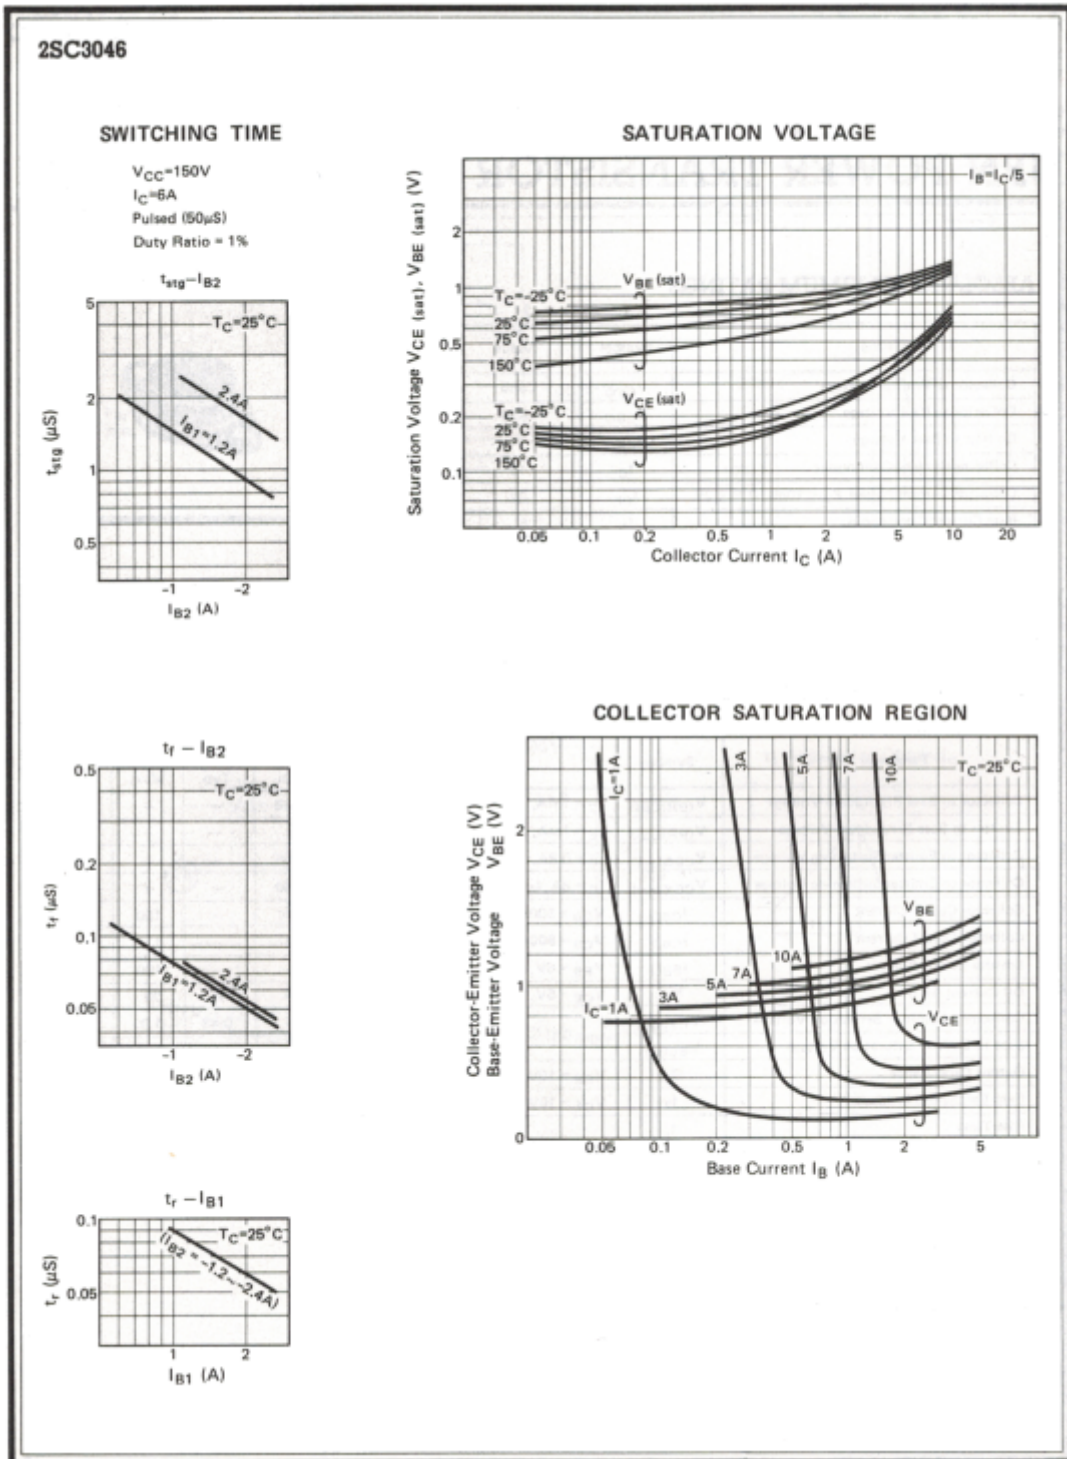 2SC3046
SWITCHING TIME
VCC=150V
IC=6A
Pulsed (50μS)
Duty Ratio = 1%
tstg–IB2
TC=25°C
5
2
1
0.5
tstg (μS)
2.4A
IB1=1.2A
-1
-2
IB2 (A)
tf – IB2
TC=25°C
0.5
0.2
0.1
0.05
tf (μS)
2.4A
IB1=1.2A
-1
-2
IB2 (A)
tr – IB1
TC=25°C
(IB2 = -1.2~-2.4A)
0.1
0.05
tr (μS)
1
2
IB1 (A)
SATURATION VOLTAGE
IB=IC/5
Saturation Voltage VCE (sat), VBE (sat) (V)
2
1
0.5
0.2
0.1
VBE (sat)
TC=-25°C
25°C
75°C
150°C
VCE (sat)
TC=-25°C
25°C
75°C
150°C
0.05
0.1
0.2
0.5
1
2
5
10
20
Collector Current IC (A)
COLLECTOR SATURATION REGION
TC=25°C
Collector-Emitter Voltage VCE (V)
Base-Emitter Voltage VBE (V)
2
1
0
IC=1A
3A
5A
7A
10A
VBE
10A
7A
5A
3A
IC=1A
VCE
0.05
0.1
0.2
0.5
1
2
5
Base Current IB (A)